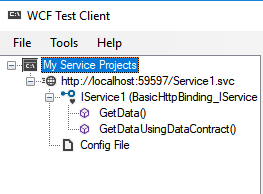 WCF Test Client
File Tools Help
My Service Projects
http://localhost:59597/Service1.svc
IService1 (BasicHttpBinding_IService
GetData()
GetDataUsingDataContract()
Config File